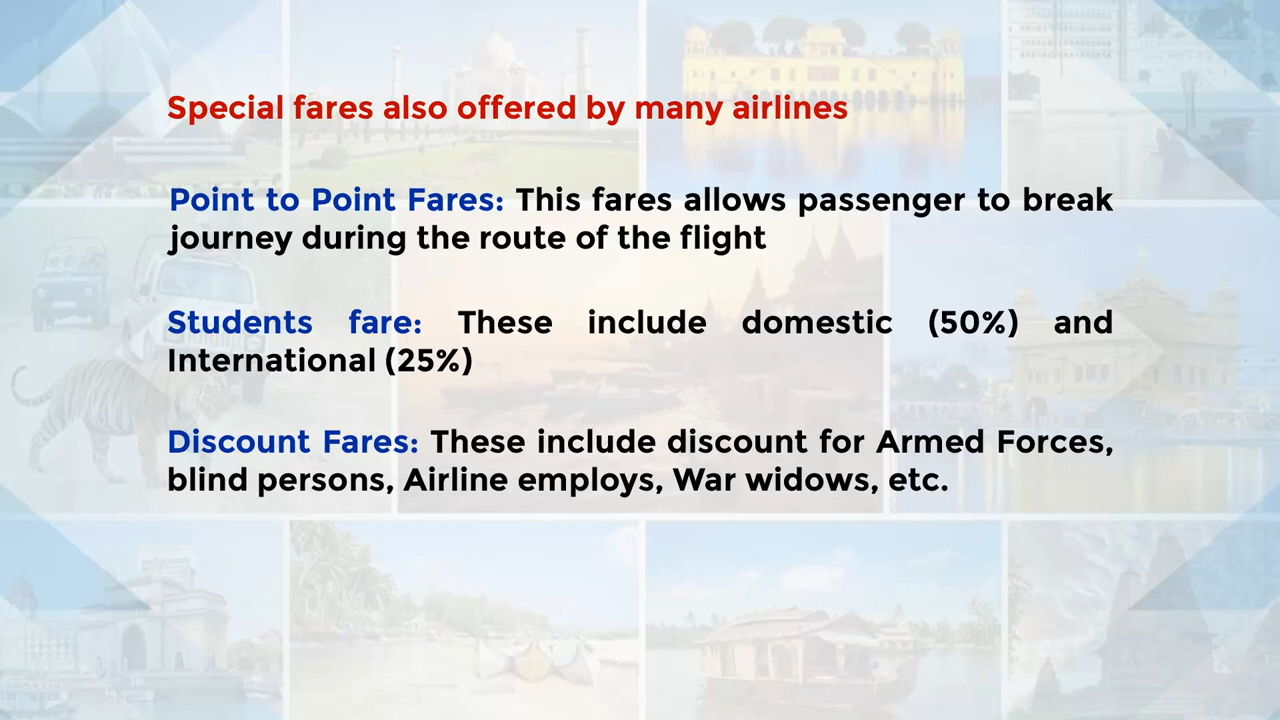 Special fares also offered by many airlines
Point to Point Fares: This fares allows passenger to break
journey during the route of the flight
Students fare: These include domestic (50%) and
International (25%)
Discount Fares: These include discount for Armed Forces,
blind persons, Airline employs, War widows, etc.